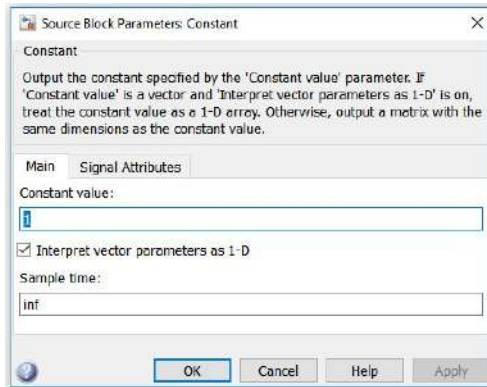 Source Block Parameters: Constant
Constant
Output the constant specified by the 'Constant value' parameter. If
'Constant value' is a vector and 'Interpret vector parameters as 1-D' is on,
treat the constant value as a 1-D array. Otherwise, output a matrix with the
same dimensions as the constant value.
Main Signal Attributes
Constant value:
1
Interpret vector parameters as 1-D
Sample time:
inf
OK Cancel Help Apply